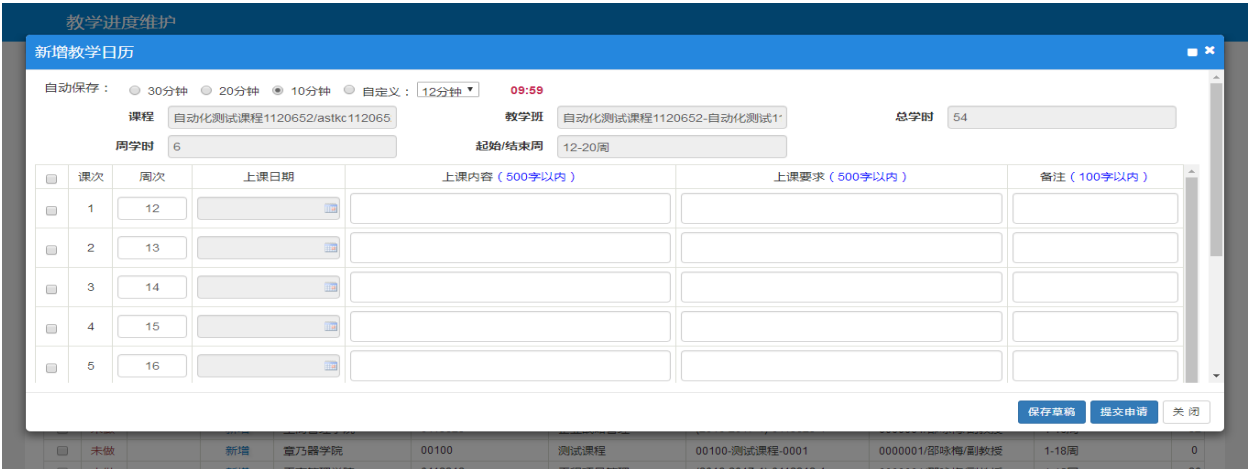 教学进度维护
新增教学日历
自动保存： 30分钟 20分钟 10分钟 自定义： 12分钟 09:59
课程 自动化测试课程1120652/astkc112065 教学班 自动化测试课程1120652-自动化测试1 总学时 54
周学时 6 起始/结束周 12-20周
课次 周次 上课日期 上课内容（500字以内） 上课要求（500字以内） 备注（100字以内）
1 12
2 13
3 14
4 15
5 16
保存草稿 提交申请 关闭
未做 新增 章乃器学院 00100 测试课程 00100-测试课程-0001 0000001/邵咏梅/副教授 1-18周 0